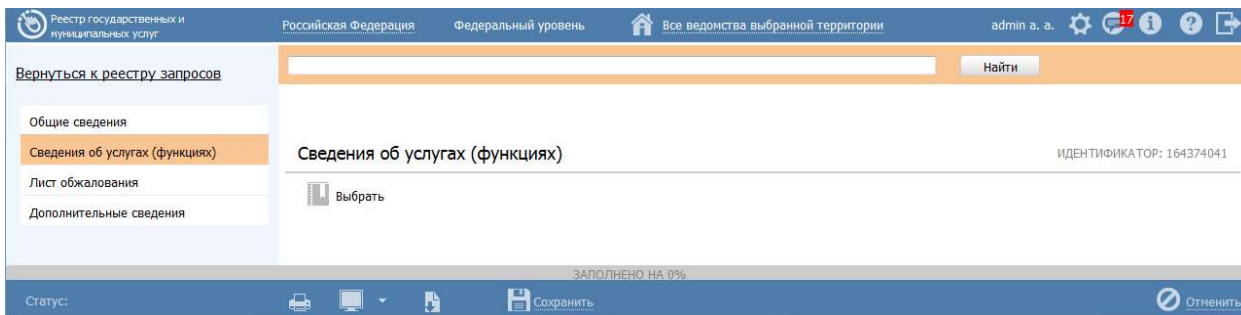 Реестр государственных и
муниципальных услуг
Российская Федерация
Федеральный уровень
Все ведомства выбранной территории
admin a. a.
17
Вернуться к реестру запросов
Найти
Общие сведения
Сведения об услугах (функциях)
Лист обжалования
Дополнительные сведения
Сведения об услугах (функциях)
ИДЕНТИФИКАТОР: 164374041
Выбрать
ЗАПОЛНЕНО НА 0%
Статус:
Сохранить
Отменить